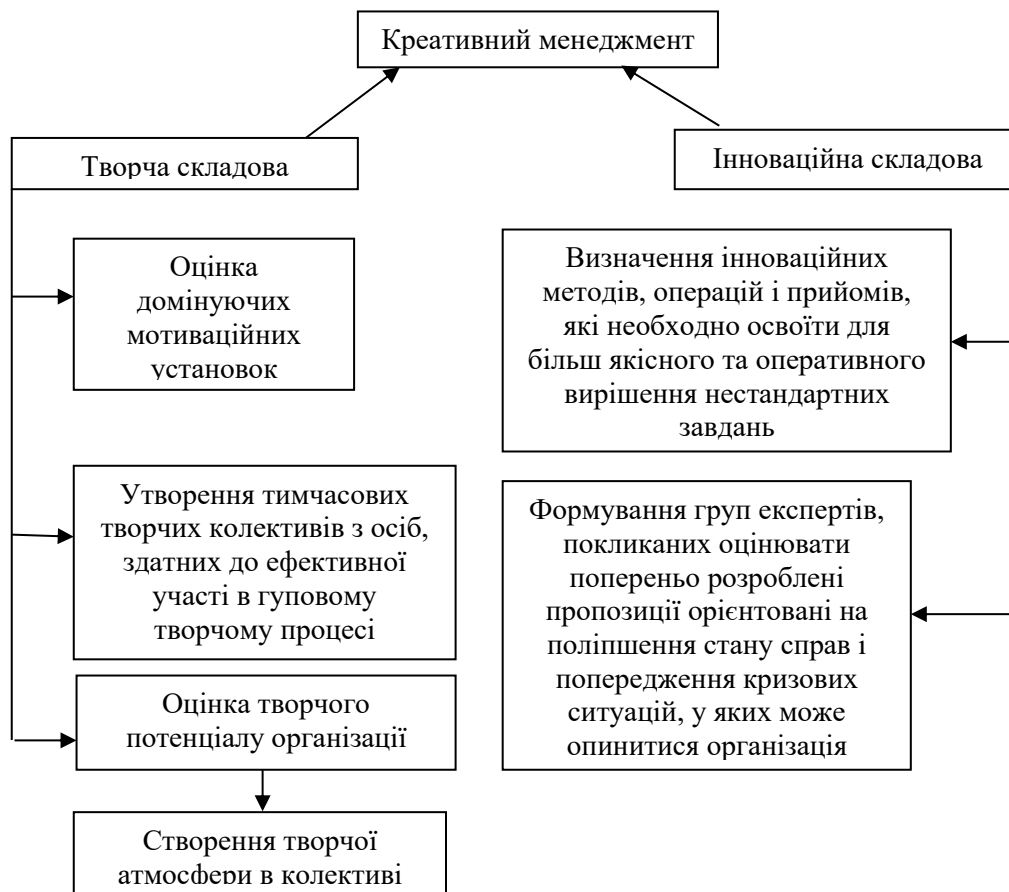 Креативний менеджмент
Творча складова
Інноваційна складова
Оцінка
домінуючих
мотиваційних
установок
Визначення інноваційних
методів, операцій і прийомів,
які необхідно освоїти для
більш якісного та оперативного
вирішення нестандартних
завдань
Утворення тимчасових
творчих колективів з осіб,
здатних до ефективної
участі в гуповому
творчому процесі
Формування груп експертів,
покликаних оцінювати
попереньо розроблені
пропозиції орієнтовані на
поліпшення стану справ і
попередження кризових
ситуацій, у яких може
опинитися організація
Оцінка творчого
потенціалу організації
Створення творчої
атмосфери в колективі